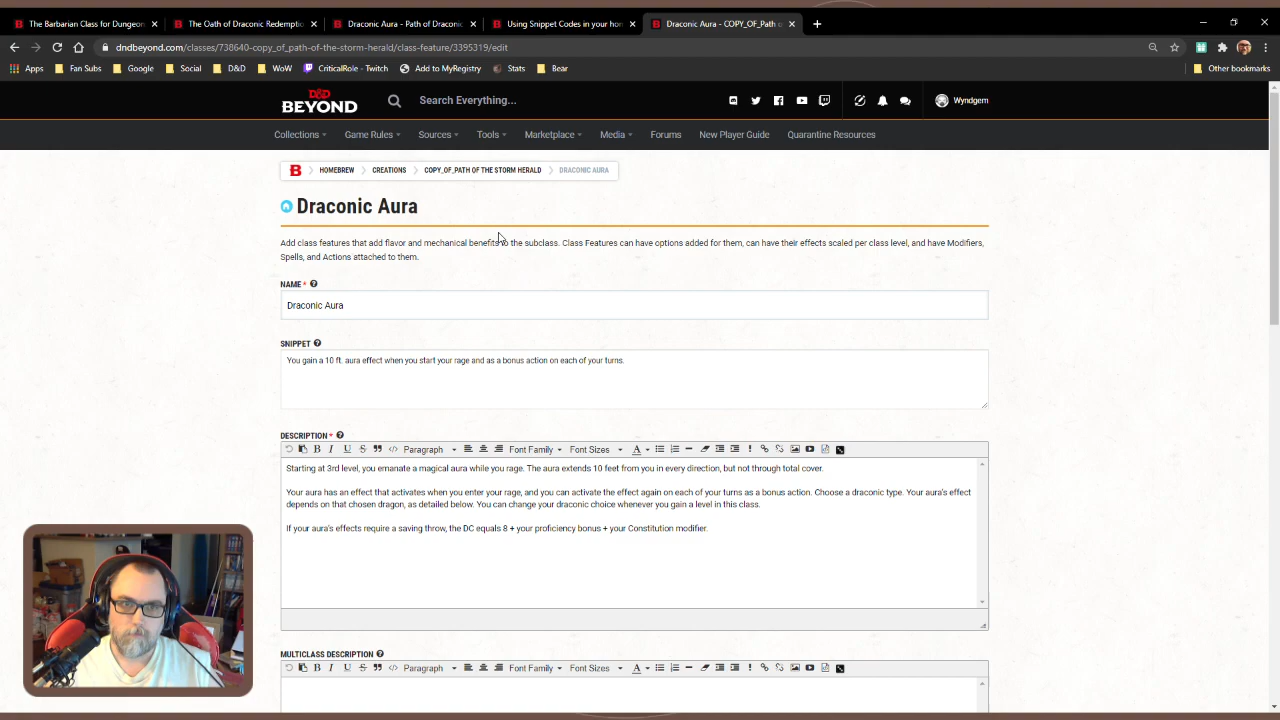 The Barbarian Class for Dungeon
The Oath of Draconic Redemptio
Draconic Aura - Path of Draconic
Using Snippet Codes in your hon
Draconic Aura - COPY_OF_Path o
dndbeyond.com/classes/738640-copy_of_path-of-the-storm-herald/class-feature/3395319/edit
Apps
Fan Subs
Google
Social
D&D
WoW
CriticalRole - Twitch
Add to MyRegistry
Stats
Bear
Other bookmarks
D&D
BEYOND
Search Everything...
Wyndgem
Collections
Game Rules
Sources
Tools
Marketplace
Media
Forums
New Player Guide
Quarantine Resources
B
HOMEBREW
CREATIONS
COPY_OF_PATH OF THE STORM HERALD
DRACONIC AURA
Draconic Aura
Add class features that add flavor and mechanical benefits to the subclass. Class Features can have options added for them, can have their effects scaled per class level, and have Modifiers,
Spells, and Actions attached to them.
NAME *
Draconic Aura
SNIPPET
You gain a 10 ft. aura effect when you start your rage and as a bonus action on each of your turns.
DESCRIPTION *
Paragraph
Font Family
Font Sizes
Starting at 3rd level, you emanate a magical aura while you rage. The aura extends 10 feet from you in every direction, but not through total cover.
Your aura has an effect that activates when you enter your rage, and you can activate the effect again on each of your turns as a bonus action. Choose a draconic type. Your aura's effect
depends on that chosen dragon, as detailed below. You can change your draconic choice whenever you gain a level in this class.
If your aura's effects require a saving throw, the DC equals 8 + your proficiency bonus + your Constitution modifier.
MULTICLASS DESCRIPTION
Paragraph
Font Family
Font Sizes